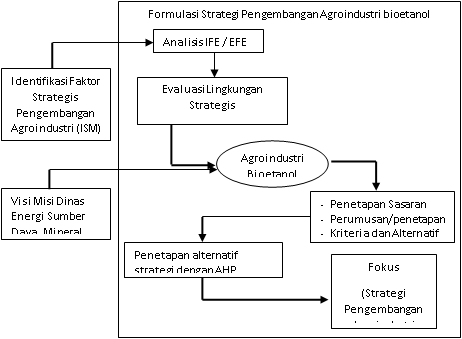 Formulasi Strategi Pengembangan Agroindustri bioetanol
Analisis IFE / EFE
Identifikasi Faktor
Strategis
Pengembangan
Agroindustri (ISM)
Evaluasi Lingkungan
Strategis
Agroindustri
Bioetanol
Visi Misi Dinas
Energi Sumber
Daya Mineral
- Penetapan Sasaran
- Perumusan/penetapan
- Kriteria dan Alternatif
Penetapan alternatif
strategi dengan AHP
Fokus
(Strategi
Pengembangan